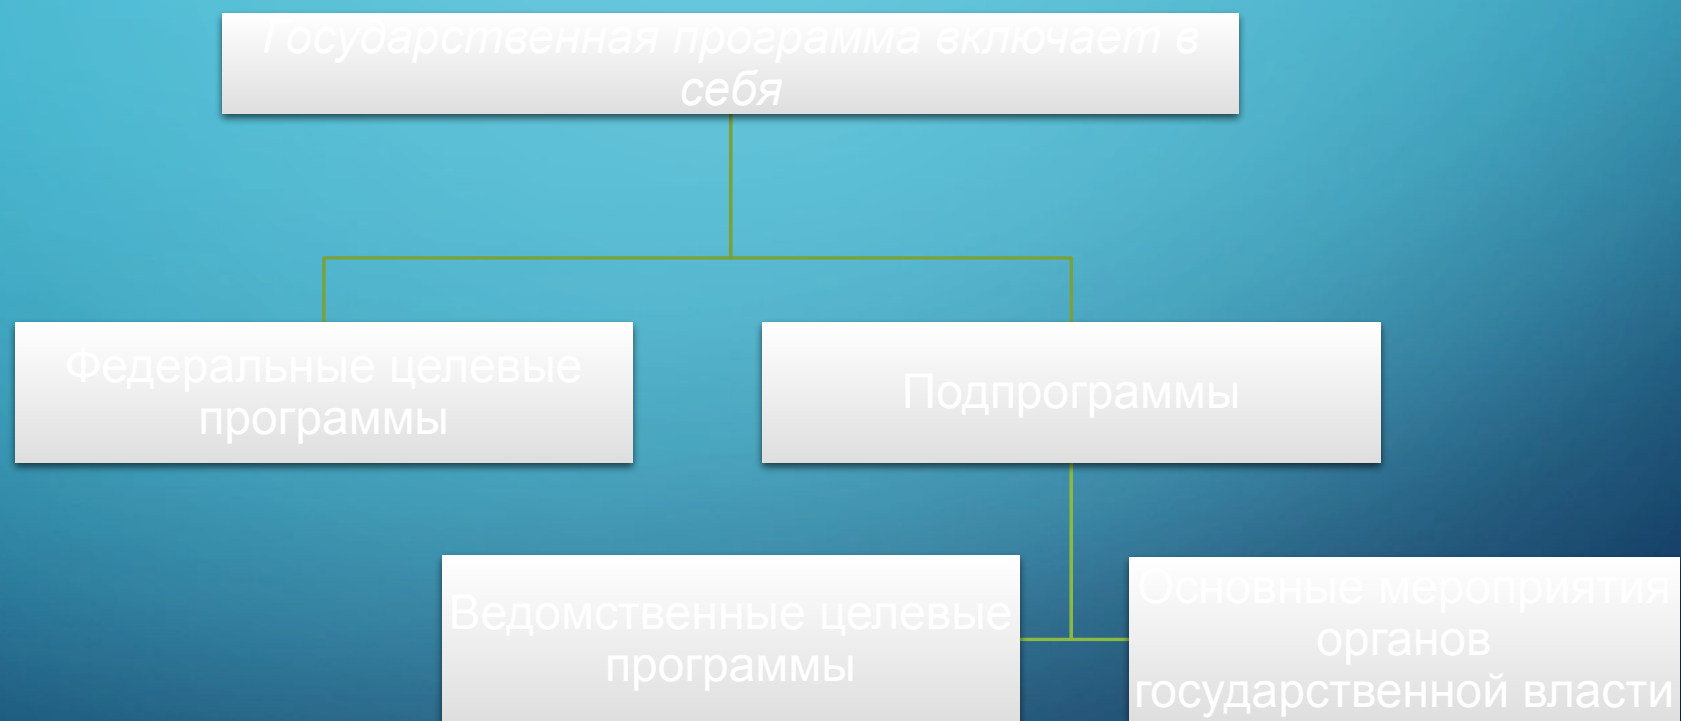 Государственная программа включает в
себя
Федеральные целевые
программы
Подпрограммы
Ведомственные целевые
программы
Основные мероприятия
органов
государственной власти